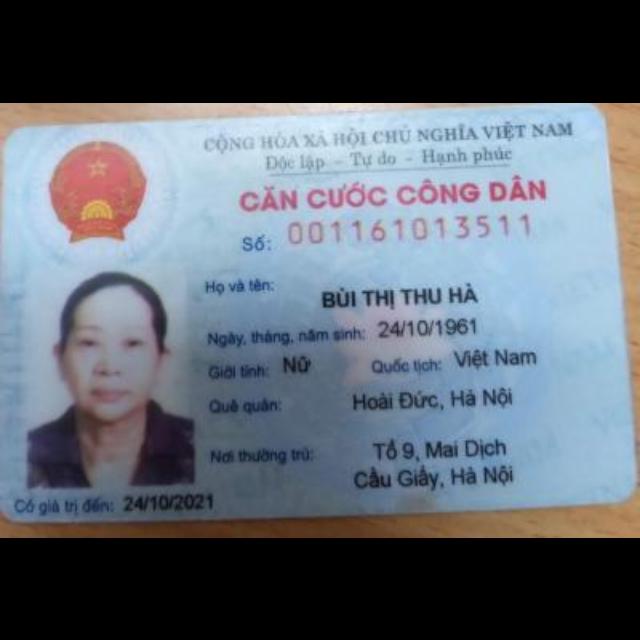 CỘNG HÒA XÃ HỘI CHỦ NGHĨA VIỆT NAM
Độc lập - Tự do - Hạnh phúc
CĂN CƯỚC CÔNG DÂN
Số: 001161013511
Họ và tên:
BÙI THỊ THU HÀ
Ngày, tháng, năm sinh: 24/10/1961
Giới tính: Nữ Quốc tịch: Việt Nam
Quê quán: Hoài Đức, Hà Nội
Nơi thường trú: Tổ 9, Mai Dịch
Cầu Giấy, Hà Nội
Có giá trị đến: 24/10/2021